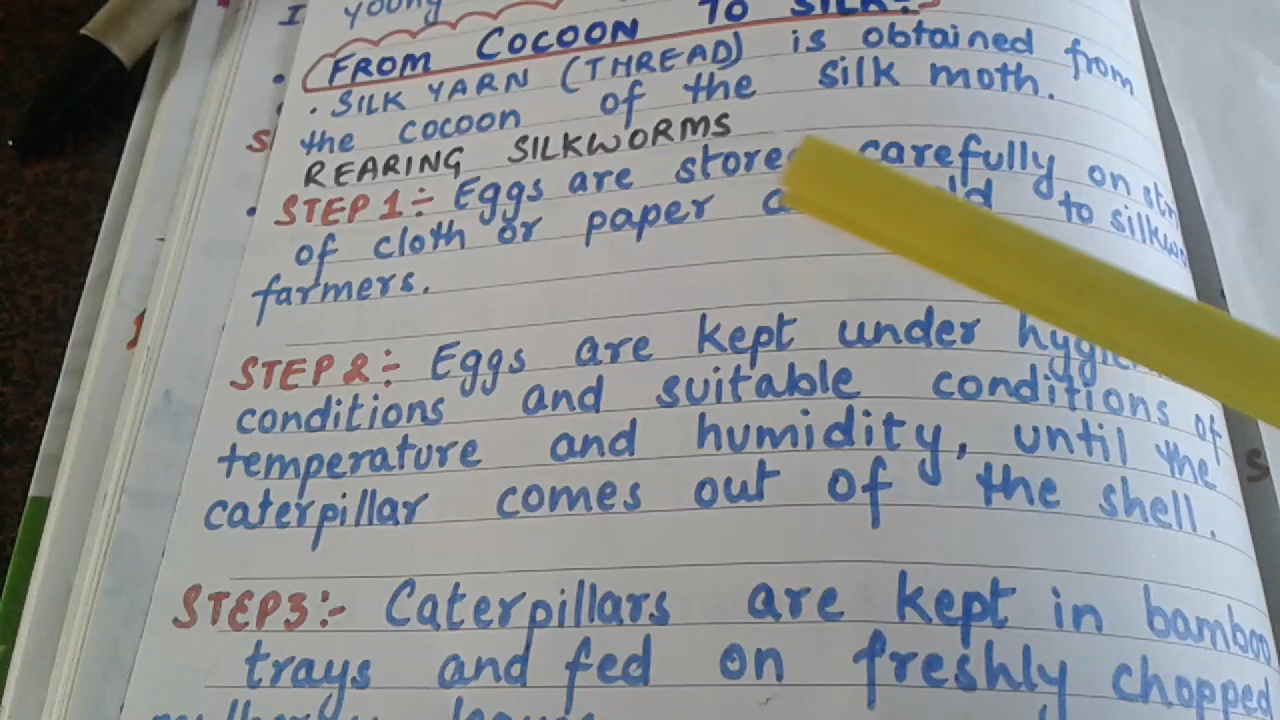 I young
FROM COCOON TO SILK:-
. SILK YARN (THREAD) is obtained from
the cocoon of the silk moth.
REARING SILKWORMS
STEP 1÷ Eggs are stored carefully on
of cloth or paper to
farmers.
STEP 2÷ Eggs are kept under
conditions and suitable conditions of
temperature and humidity, until the
caterpillar comes out of the shell.
STEP3:- Caterpillars are kept in bamboo
trays and fed on freshly chopped